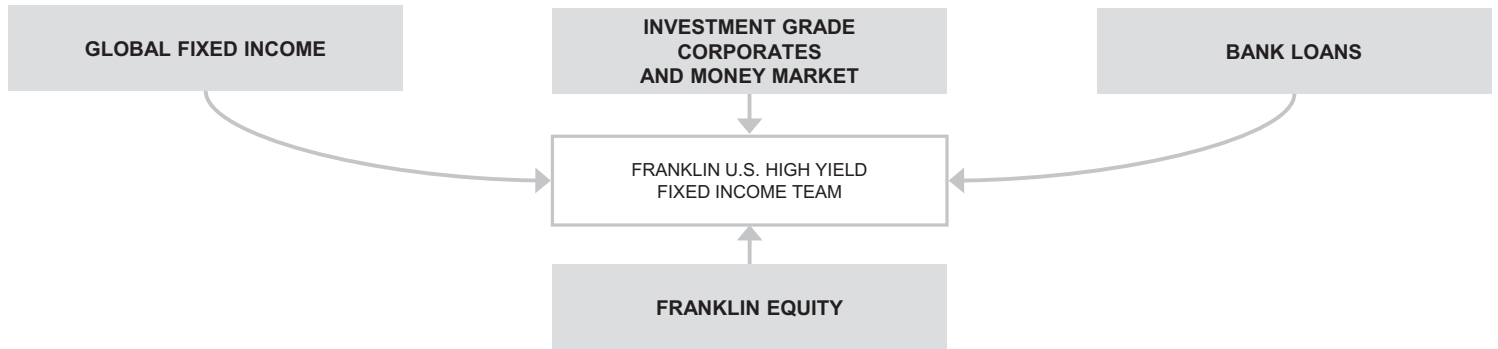 GLOBAL FIXED INCOME
INVESTMENT GRADE
CORPORATES
AND MONEY MARKET
BANK LOANS
FRANKLIN U.S. HIGH YIELD
FIXED INCOME TEAM
FRANKLIN EQUITY